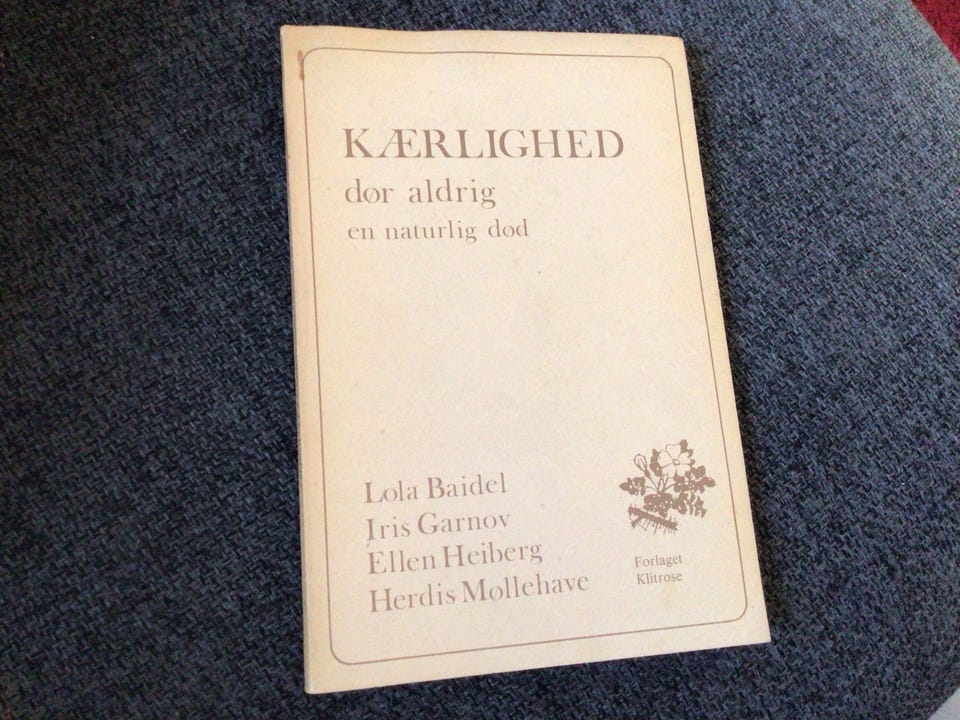 KÆRLIGHED
dør aldrig
en naturlig død
Lola Baidel
Iris Garnov
Ellen Heiberg
Herdis Møllehave
Forlaget
Klitrose